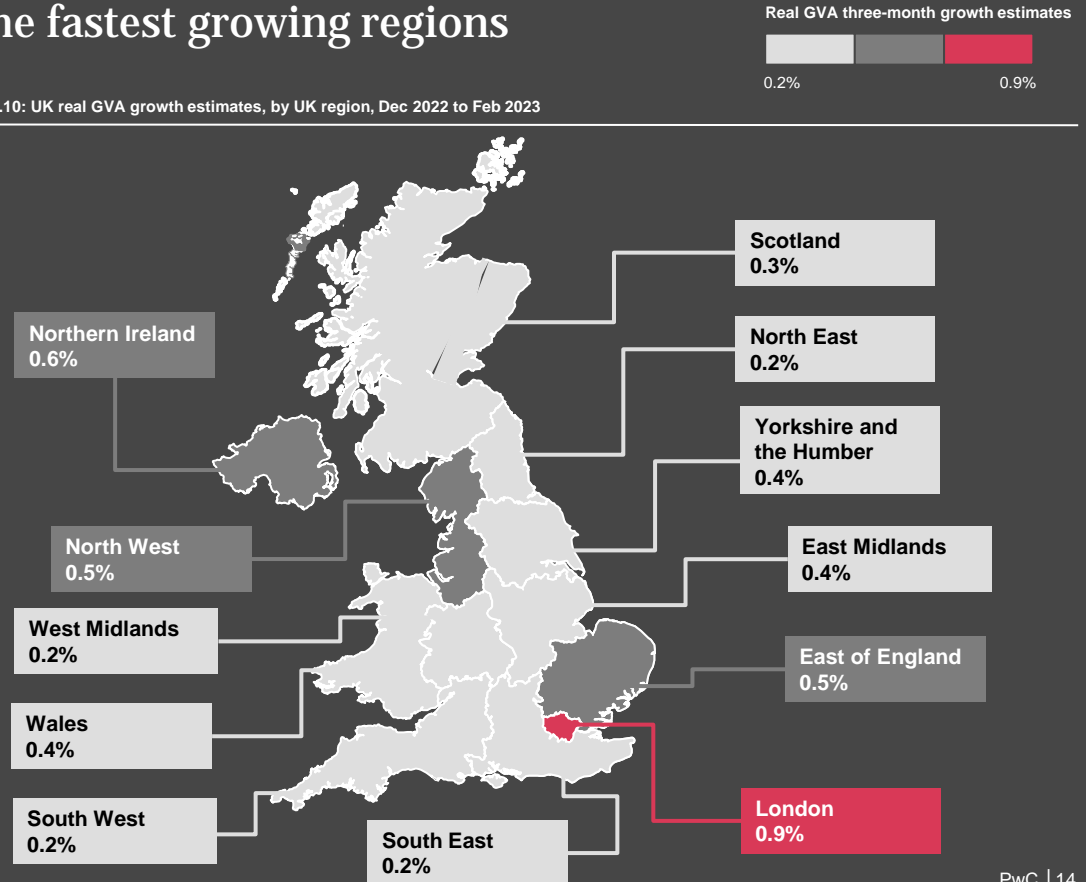 ne fastest growing regions
Real GVA three-month growth estimates
0.2%
0.9%
.10: UK real GVA growth estimates, by UK region, Dec 2022 to Feb 2023
Scotland
0.3%
Northern Ireland
0.6%
North East
0.2%
Yorkshire and
the Humber
0.4%
North West
0.5%
East Midlands
0.4%
West Midlands
0.2%
East of England
0.5%
Wales
0.4%
London
0.9%
South West
0.2%
South East
0.2%
PwC | 14